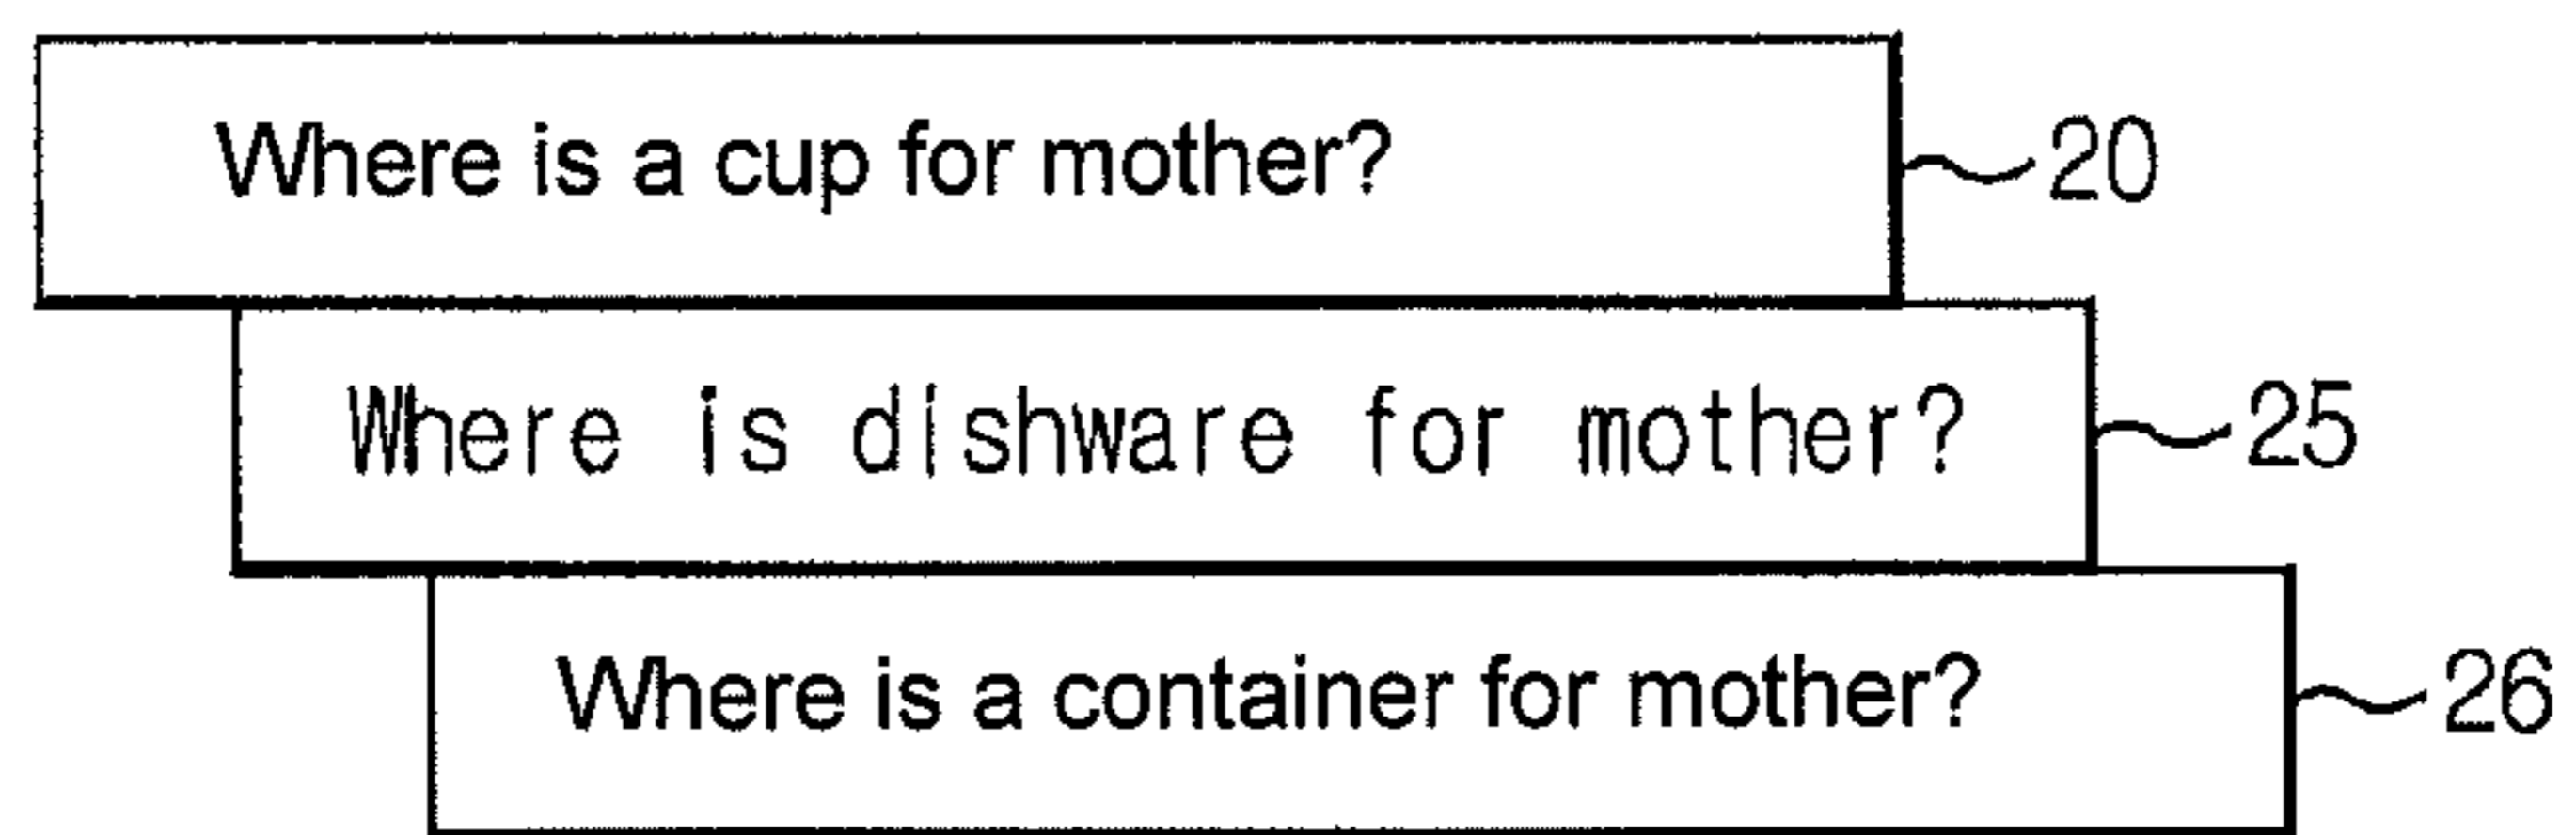 Where is a cup for mother? 20
Where is dishware for mother? 25
Where is a container for mother? 26